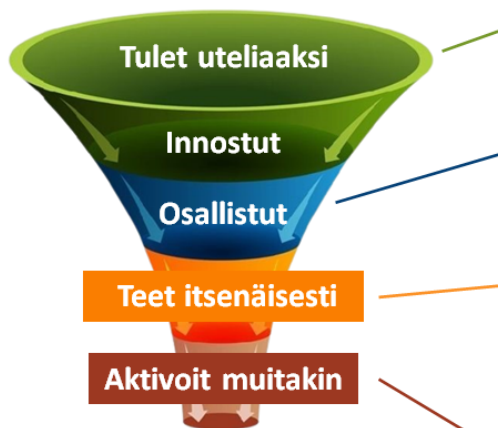 Tulet uteliaaksi
Innostut
Osallistut
Teet itsenäisesti
Aktivoit muitakin